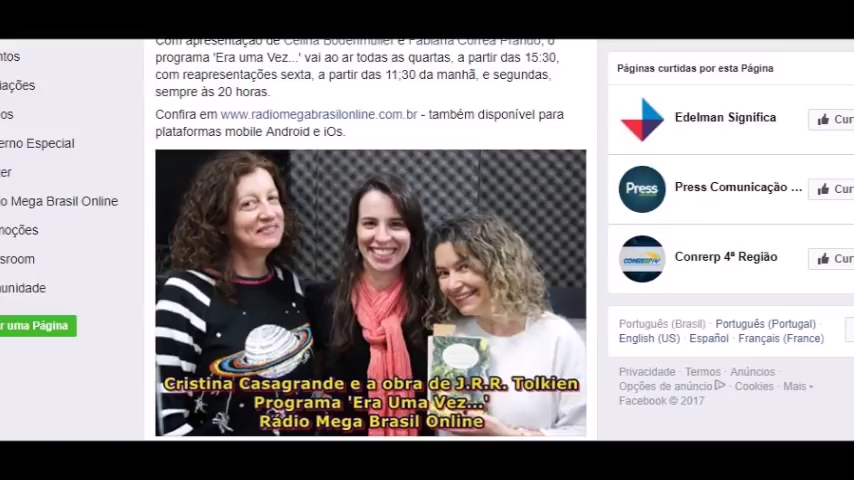 ntos
iações
os
erno Especial
ter
o Mega Brasil Online
moções
sroom
unidade
r uma Página
Com apresentação de Celina Bodenmüller e Fabiana Corrêa Prando, o
programa 'Era uma Vez...' vai ao ar todas as quartas, a partir das 15:30,
com reapresentações sexta, a partir das 11;30 da manhã, e segundas,
sempre às 20 horas.
Confira em www.radiomegabrasilonline.com.br - também disponível para
plataformas mobile Android e iOs.
Cristina Casagrande e a obra de J.R.R. Tolkien
Programa 'Era Uma Vez...'
Rádio Mega Brasil Online
Páginas curtidas por esta Página
Edelman Significa
Cur
Press
Press Comunicação ...
Cur
CONRERP/4
Conrerp 4ª Região
Cur
Português (Brasil) · Português (Portugal) ·
English (US) · Español · Français (France)
Privacidade · Termos · Anúncios ·
Opções de anúncio · Cookies · Mais
Facebook © 2017